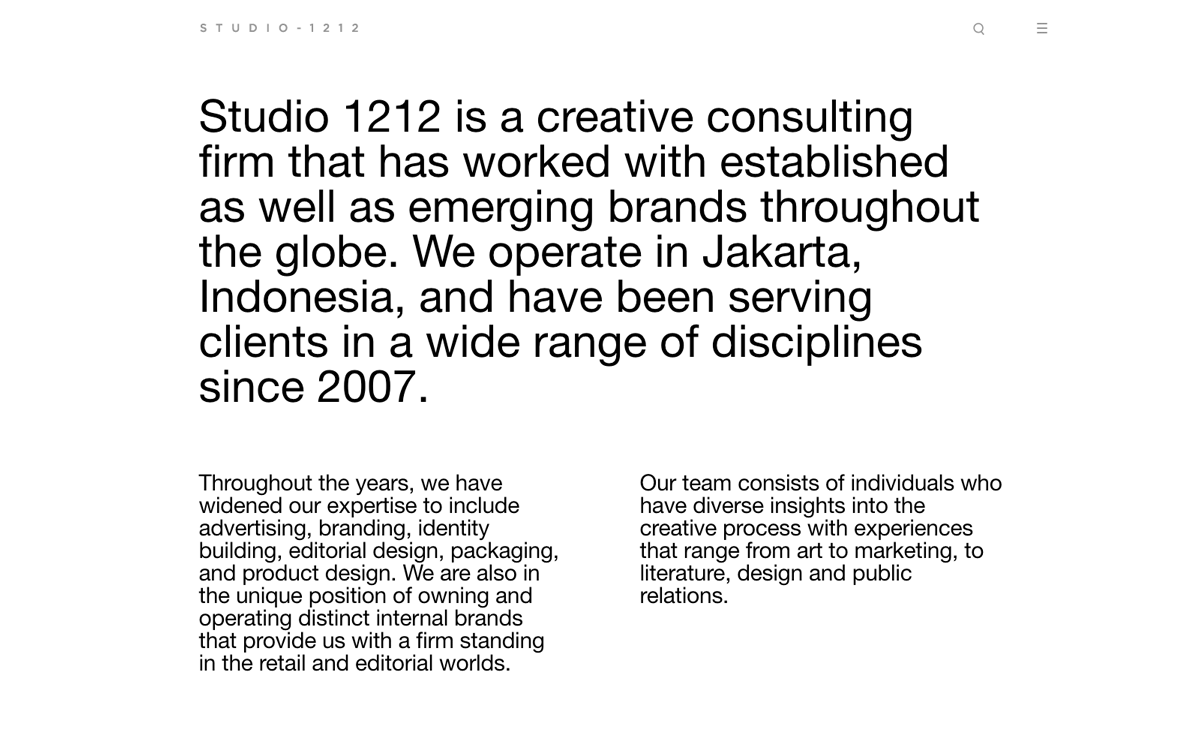 STUDIO-1212
Studio 1212 is a creative consulting
firm that has worked with established
as well as emerging brands throughout
the globe. We operate in Jakarta,
Indonesia, and have been serving
clients in a wide range of disciplines
since 2007.
Throughout the years, we have
widened our expertise to include
advertising, branding, identity
building, editorial design, packaging,
and product design. We are also in
the unique position of owning and
operating distinct internal brands
that provide us with a firm standing
in the retail and editorial worlds.
Our team consists of individuals who
have diverse insights into the
creative process with experiences
that range from art to marketing, to
literature, design and public
relations.